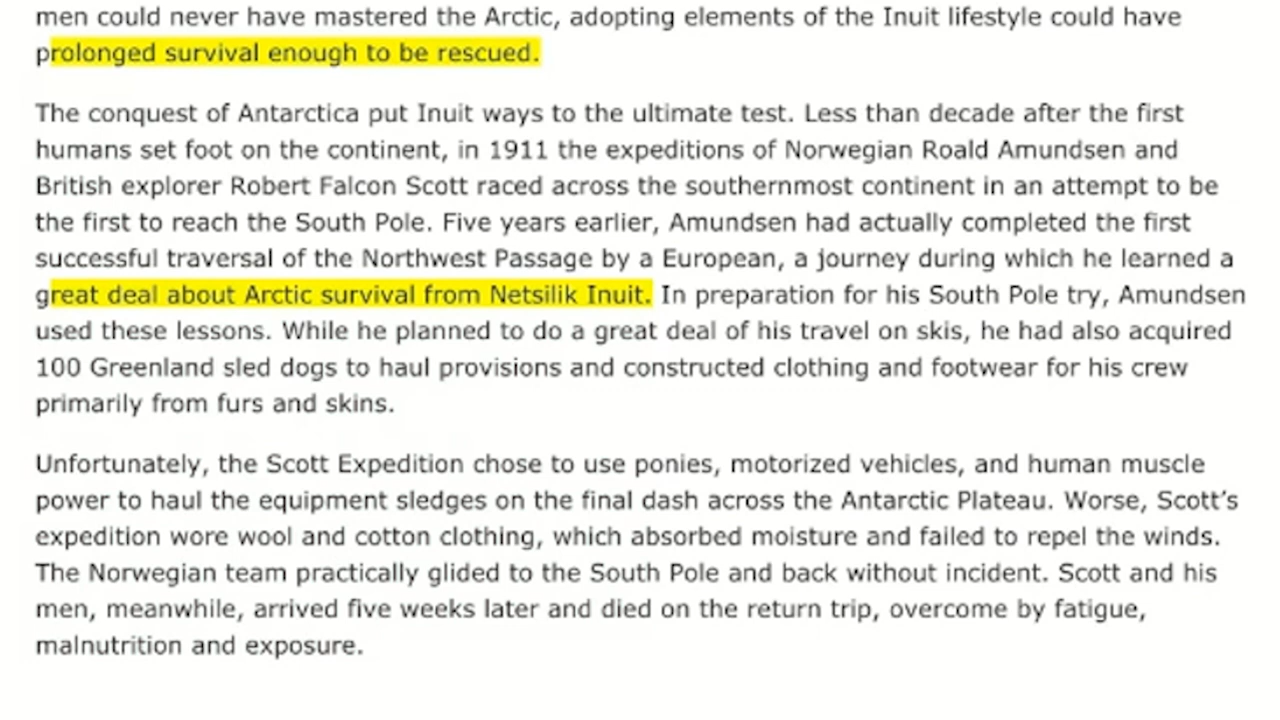 men could never have mastered the Arctic, adopting elements of the Inuit lifestyle could have
prolonged survival enough to be rescued.
The conquest of Antarctica put Inuit ways to the ultimate test. Less than decade after the first
humans set foot on the continent, in 1911 the expeditions of Norwegian Roald Amundsen and
British explorer Robert Falcon Scott raced across the southernmost continent in an attempt to be
the first to reach the South Pole. Five years earlier, Amundsen had actually completed the first
successful traversal of the Northwest Passage by a European, a journey during which he learned a
great deal about Arctic survival from Netsilik Inuit. In preparation for his South Pole try, Amundsen
used these lessons. While he planned to do a great deal of his travel on skis, he had also acquired
100 Greenland sled dogs to haul provisions and constructed clothing and footwear for his crew
primarily from furs and skins.
Unfortunately, the Scott Expedition chose to use ponies, motorized vehicles, and human muscle
power to haul the equipment sledges on the final dash across the Antarctic Plateau. Worse, Scott’s
expedition wore wool and cotton clothing, which absorbed moisture and failed to repel the winds.
The Norwegian team practically glided to the South Pole and back without incident. Scott and his
men, meanwhile, arrived five weeks later and died on the return trip, overcome by fatigue,
malnutrition and exposure.